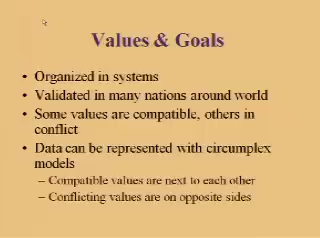 Values & Goals
• Organized in systems
• Validated in many nations around world
• Some values are compatible, others in
conflict
• Data can be represented with circumplex
models
– Compatible values are next to each other
– Conflicting values are on opposite sides